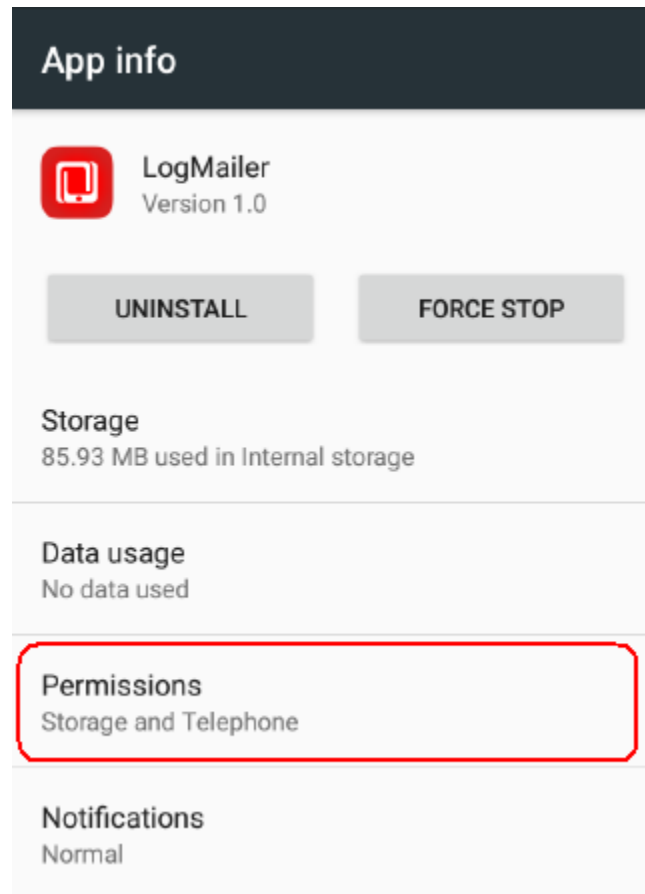 App info
LogMailer
Version 1.0
UNINSTALL FORCE STOP
Storage
85.93 MB used in Internal storage
Data usage
No data used
Permissions
Storage and Telephone
Notifications
Normal